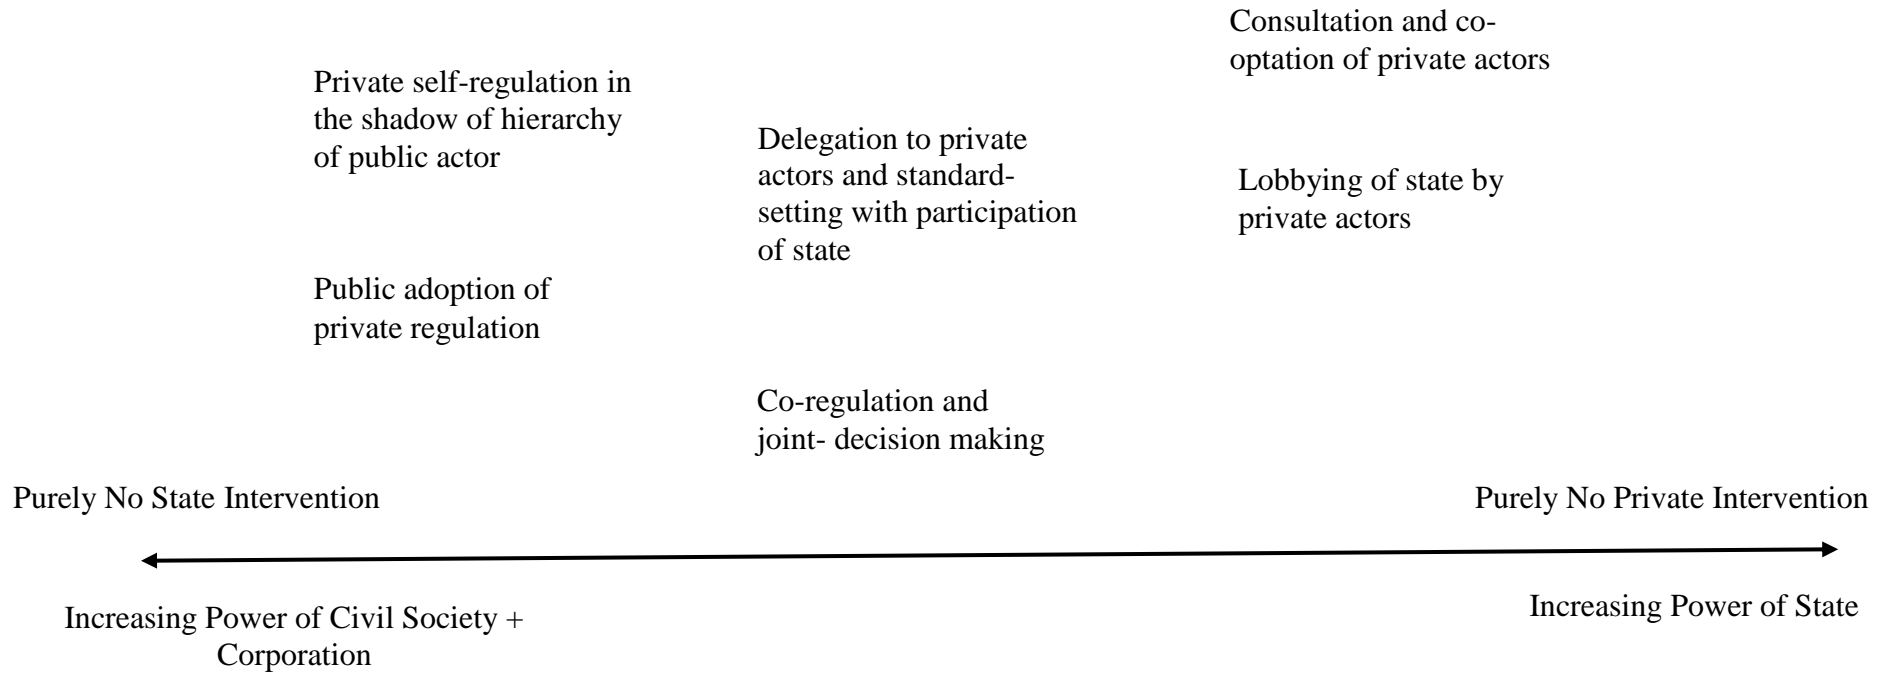 Consultation and co-
optation of private actors
Private self-regulation in
the shadow of hierarchy
of public actor
Delegation to private
actors and standard-
setting with participation
of state
Lobbying of state by
private actors
Public adoption of
private regulation
Co-regulation and
joint- decision making
Purely No State Intervention
Purely No Private Intervention
Increasing Power of Civil Society +
Corporation
Increasing Power of State